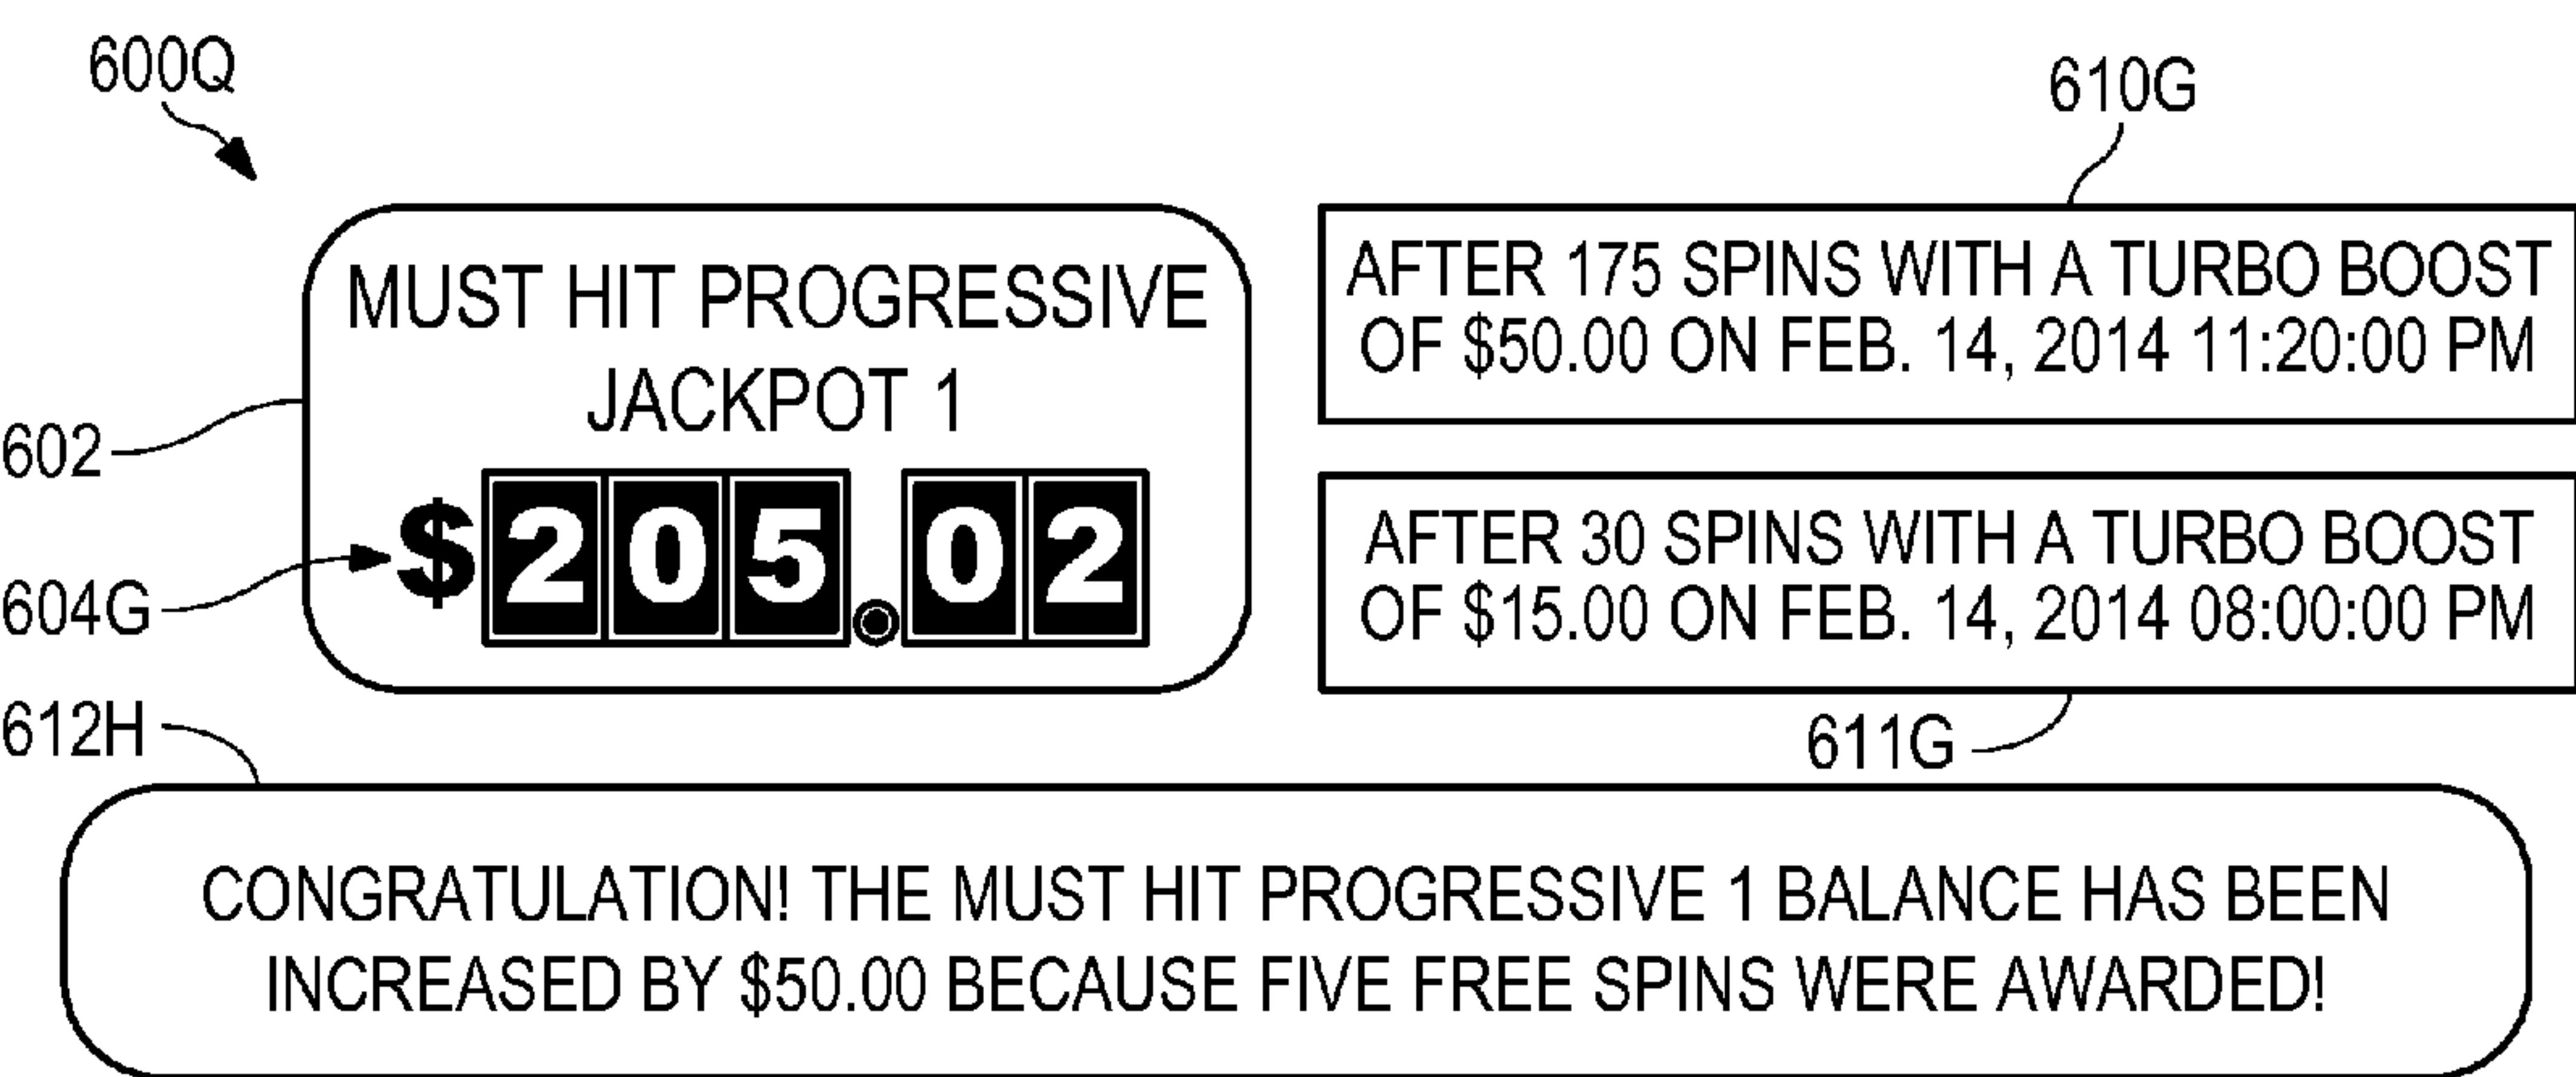 600Q
610G
MUST HIT PROGRESSIVE
JACKPOT 1
$205.02
602
604G
AFTER 175 SPINS WITH A TURBO BOOST
OF $50.00 ON FEB. 14, 2014 11:20:00 PM
AFTER 30 SPINS WITH A TURBO BOOST
OF $15.00 ON FEB. 14, 2014 08:00:00 PM
611G
612H
CONGRATULATION! THE MUST HIT PROGRESSIVE 1 BALANCE HAS BEEN
INCREASED BY $50.00 BECAUSE FIVE FREE SPINS WERE AWARDED!